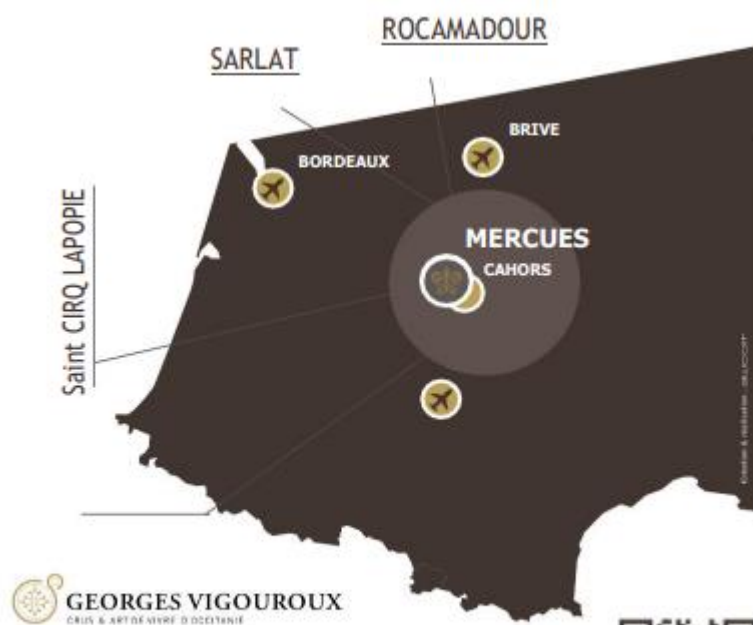 ROCAMADOUR
SARLAT
BRIVE
BORDEAUX
MERCUES
CAHORS
Saint CIRQ LAPOPIE
GEORGES VIGOUROUX
CRUS & ART DE VIVRE D'OCCITANIE